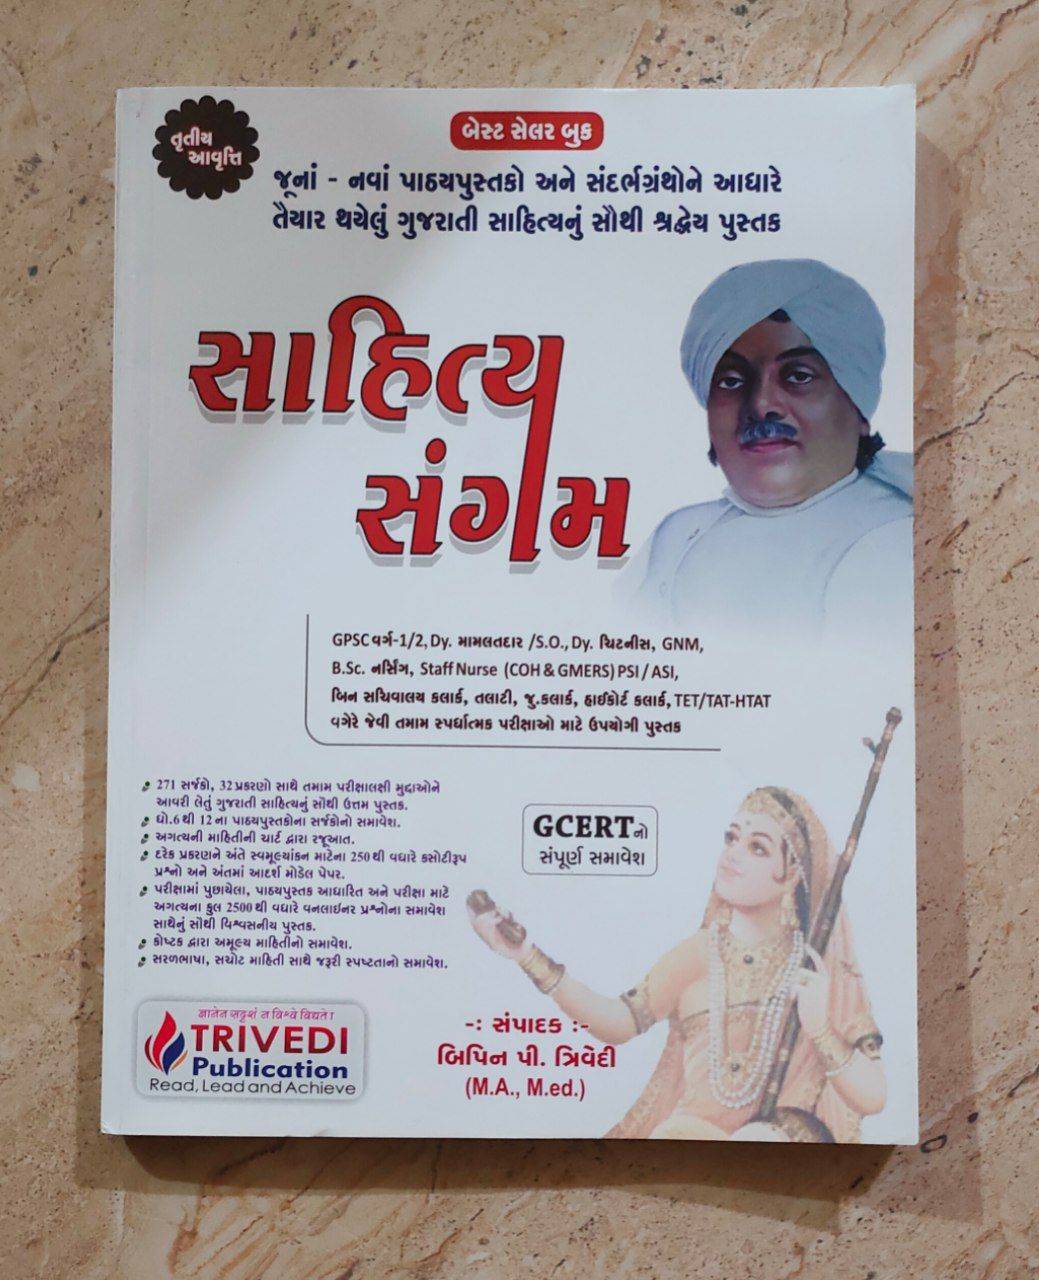 તૃતીય
આવૃત્તિ
બેસ્ટ સેલર બુક
જૂનાં - નવાં પાઠયપુસ્તકો અને સંદર્ભગ્રંથોને આધારે
તૈયાર થયેલું ગુજરાતી સાહિત્યનું સૌથી શ્રદ્ધેય પુસ્તક
સાહિત્ય
સંગમ
GPSC વર્ગ-1/2, Dy. મામલતદાર /S.O., Dy. ચિટનીસ, GNM,
B.Sc. નર્સિંગ, Staff Nurse (COH & GMERS) PSI / ASI,
બિન સચિવાલય કલાર્ક, તલાટી, જુ.કલાર્ક, હાઈકોર્ટ કલાર્ક, TET/TAT-HTAT
વગેરે જેવી તમામ સ્પર્ધાત્મક પરીક્ષાઓ માટે ઉપયોગી પુસ્તક
271 સર્જકો, 32 પ્રકરણો સાથે તમામ પરીક્ષાલક્ષી મુદ્દાઓને
આવરી લેતું ગુજરાતી સાહિત્યનું સૌથી ઉત્તમ પુસ્તક.
ધો.6 થી 12 ના પાઠયપુસ્તકોના સર્જકોનો સમાવેશ.
અગત્યની માહિતીની ચાર્ટ દ્વારા રજૂઆત.
દરેક પ્રકરણને અંતે સ્વમૂલ્યાંકન માટેના 250 થી વધારે કસોટીરૂપ
પ્રશ્નો અને અંતમાં આદર્શ મોડેલ પેપર.
પરીક્ષામાં પુછાયેલા, પાઠયપુસ્તક આધારિત અને પરીક્ષા માટે
અગત્યના કુલ 2500 થી વધારે વનલાઈનર પ્રશ્નોના સમાવેશ
સાથેનું સૌથી વિશ્વસનીય પુસ્તક.
કોષ્ટક દ્વારા અમૂલ્ય માહિતીનો સમાવેશ.
સરળભાષા, સચોટ માહિતી સાથે જરૂરી સ્પષ્ટતાનો સમાવેશ.
GCERT નો
સંપૂર્ણ સમાવેશ
ज्ञानेन सदृशं न विश्वे विद्यते।
TRIVEDI
Publication
Read, Lead and Achieve
-: સંપાદક :-
બિપિન પી. ત્રિવેદી
(M.A., M.ed.)